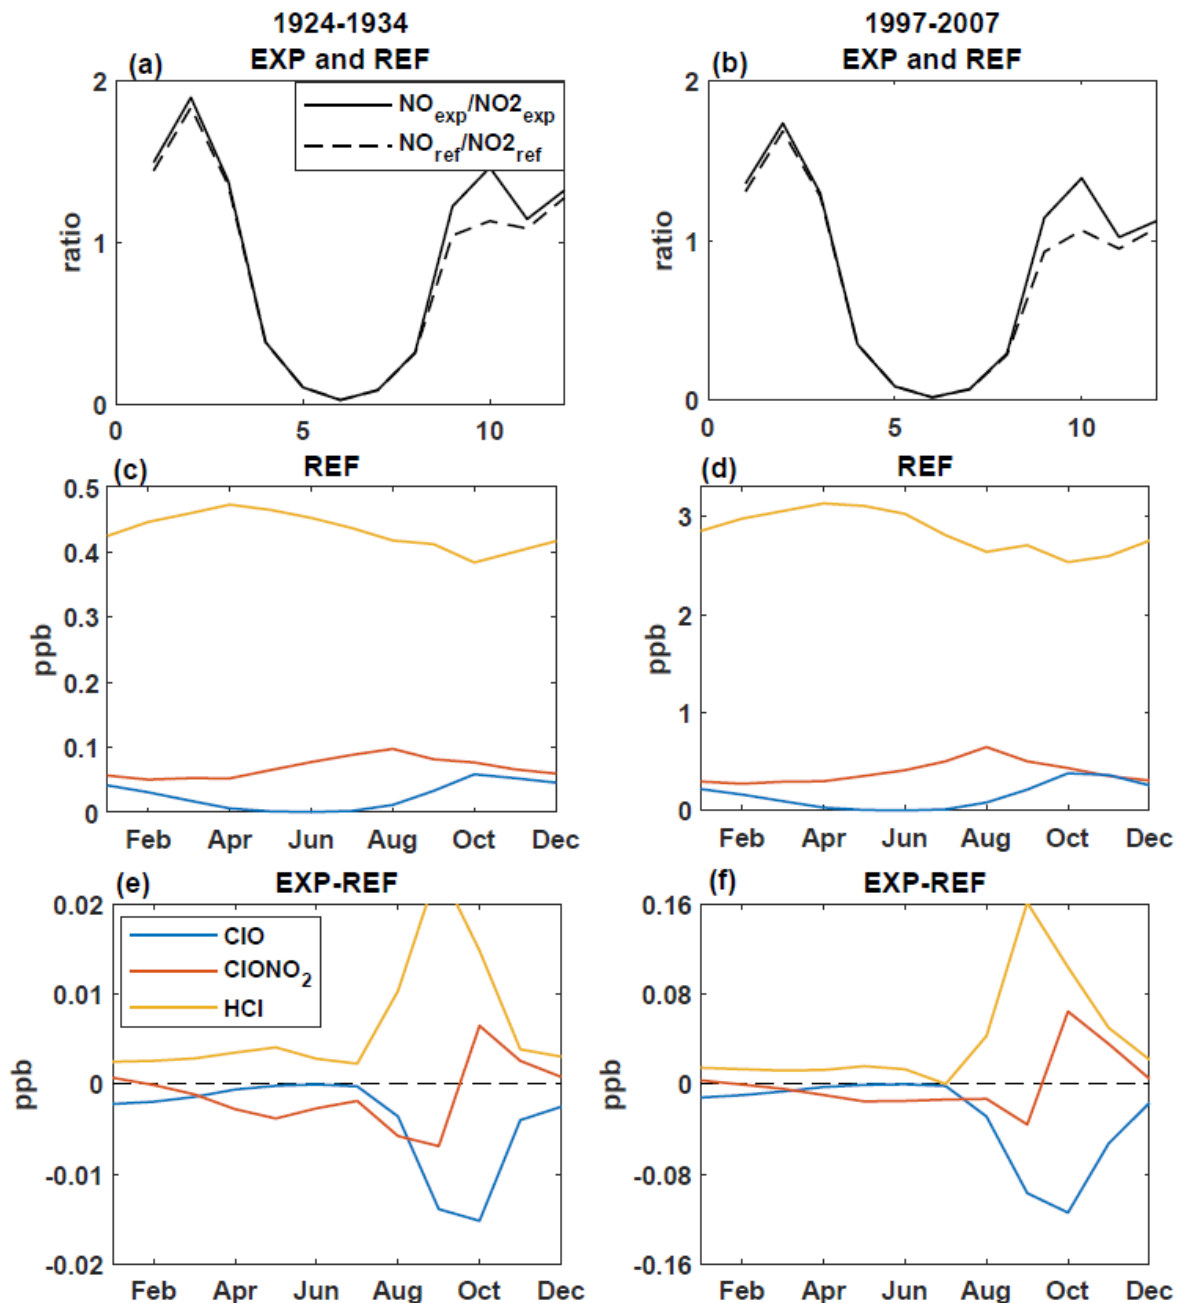 1924-1934
(a)
EXP and REF
2
NO_exp/NO2_exp
NO_ref/NO2_ref
ratio
1
0
0 5 10
1997-2007
(b)
EXP and REF
2
ratio
1
0
0 5 10
(c)
REF
0.5
0.4
0.3
ppb
0.2
0.1
0
Feb Apr Jun Aug Oct Dec
(d)
REF
3
2
ppb
1
0
Feb Apr Jun Aug Oct Dec
(e)
EXP-REF
0.02
ClO
ClONO2
HCl
0.01
ppb
0
-0.01
-0.02
Feb Apr Jun Aug Oct Dec
(f)
EXP-REF
0.16
0.08
ppb
0
-0.08
-0.16
Feb Apr Jun Aug Oct Dec